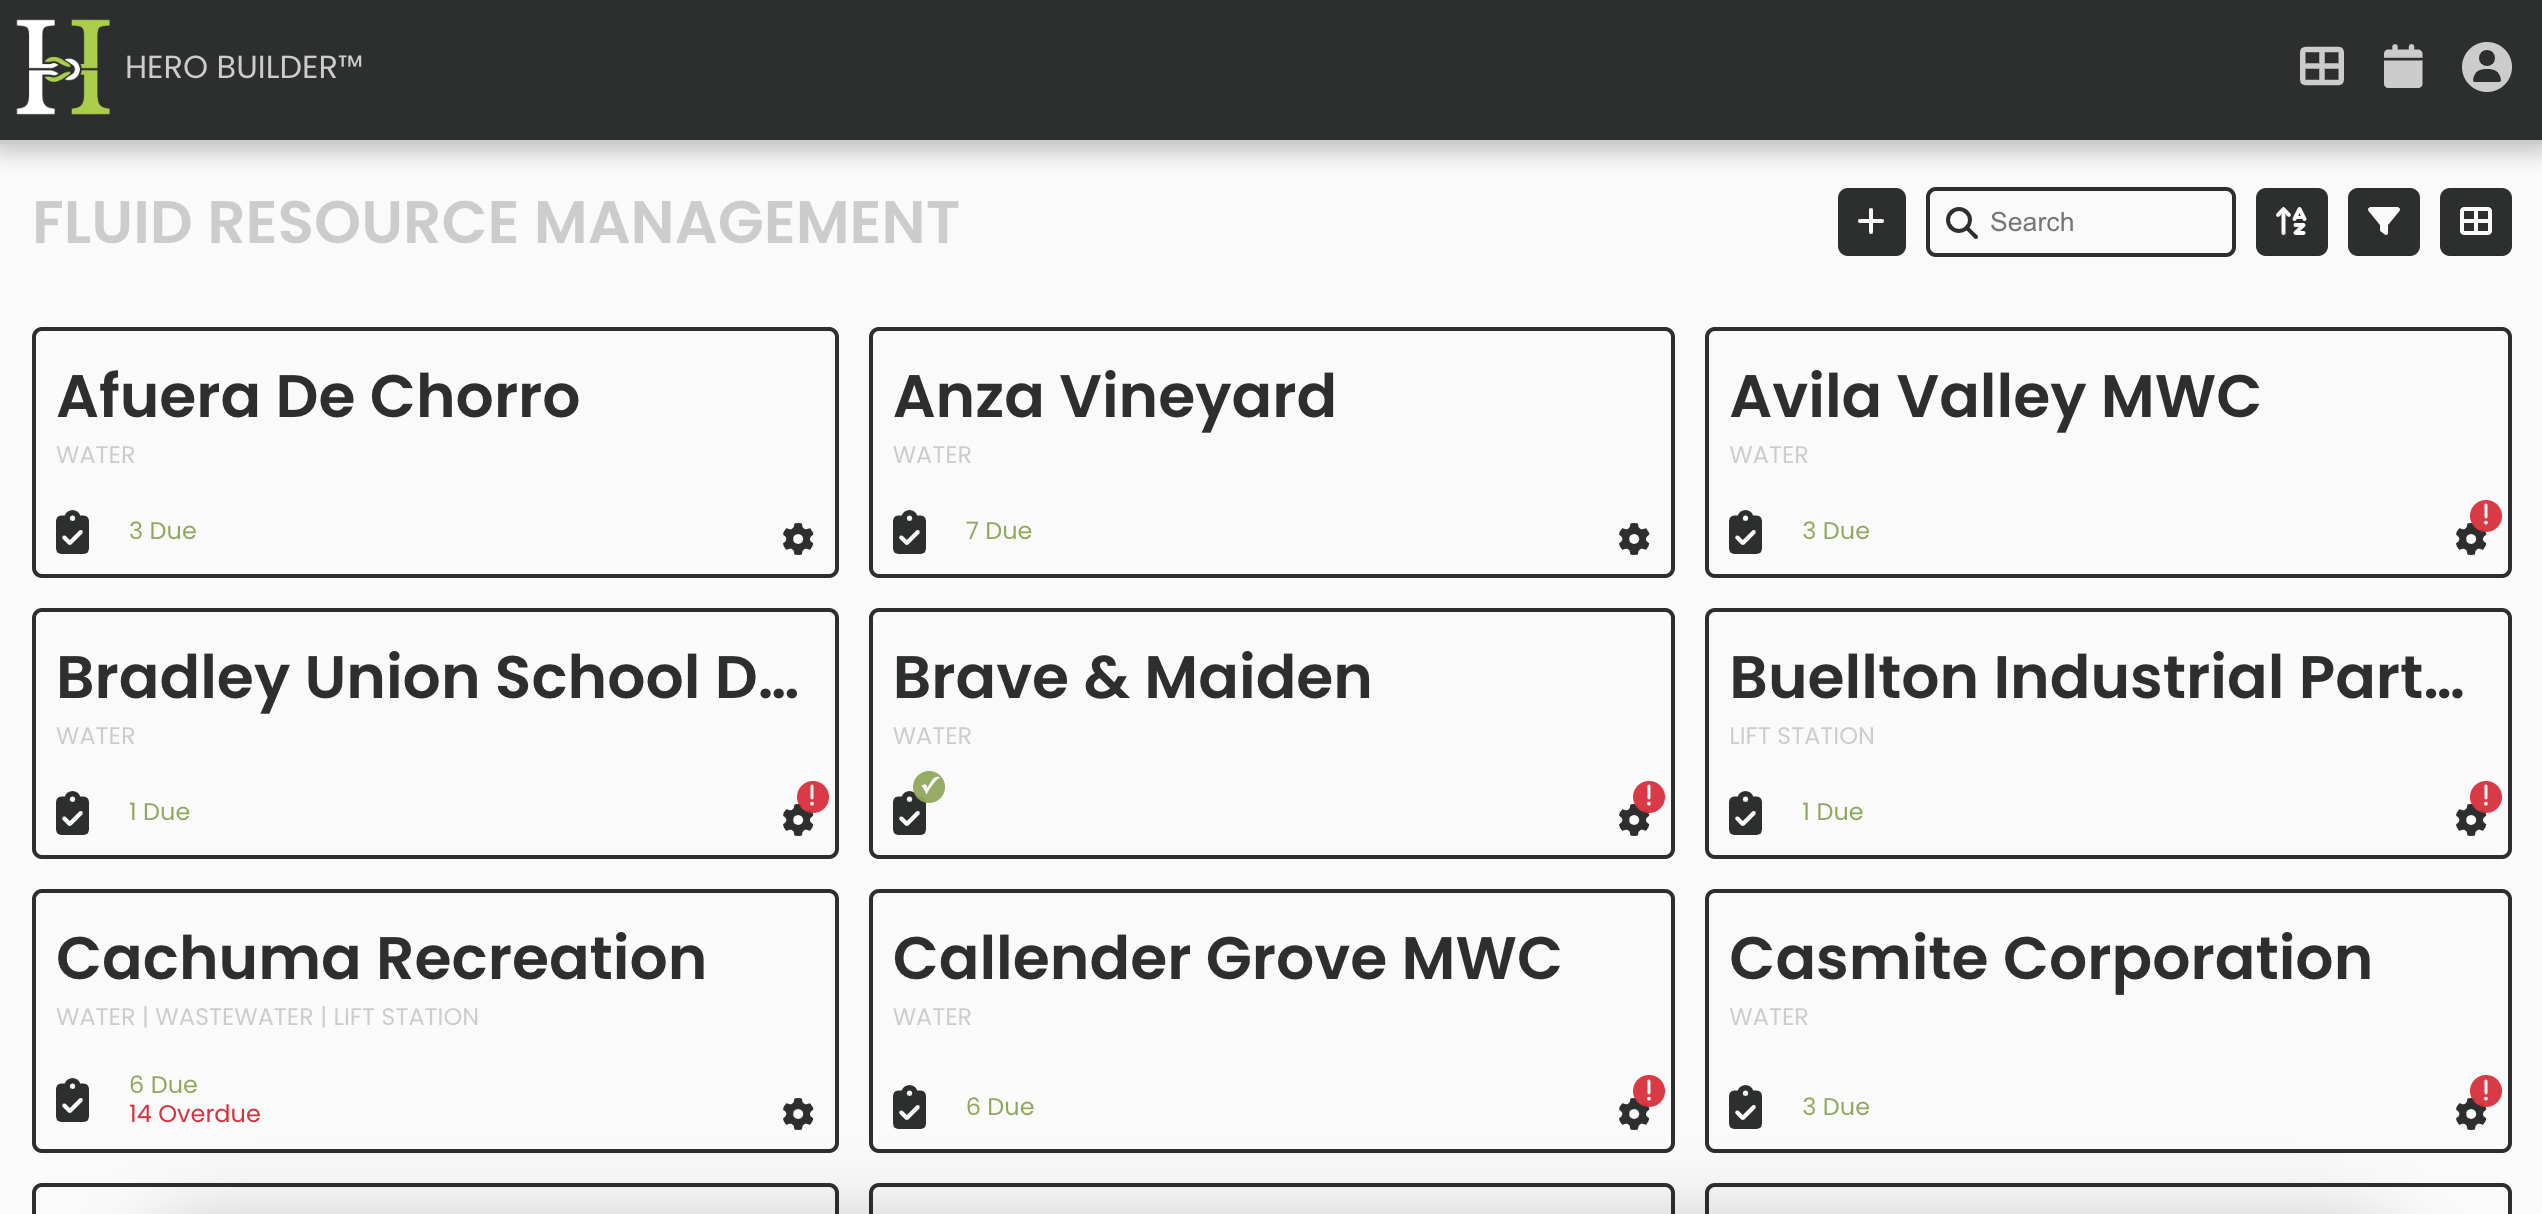 HERO BUILDER™
FLUID RESOURCE MANAGEMENT
Search
Afuera De Chorro
WATER
3 Due
Anza Vineyard
WATER
7 Due
Avila Valley MWC
WATER
3 Due
Bradley Union School D...
WATER
1 Due
Brave & Maiden
WATER
Buellton Industrial Part...
LIFT STATION
1 Due
Cachuma Recreation
WATER | WASTEWATER | LIFT STATION
6 Due
14 Overdue
Callender Grove MWC
WATER
6 Due
Casmite Corporation
WATER
3 Due